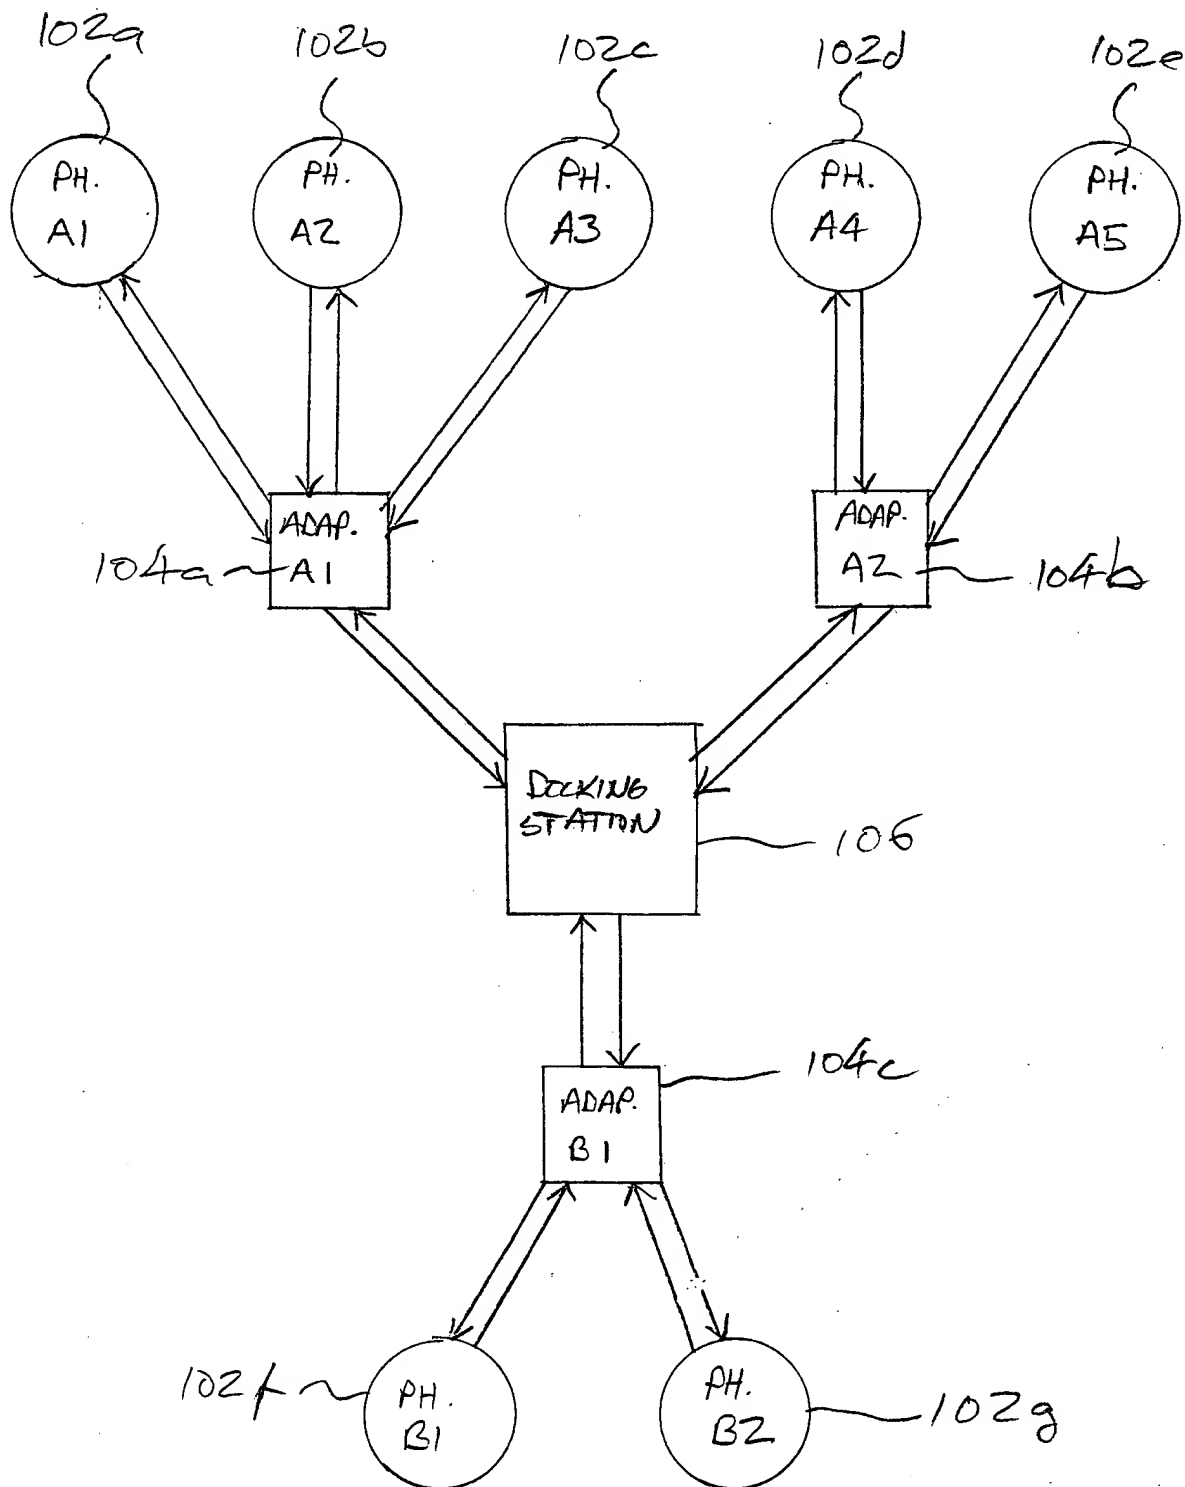 102a
102b
102c
102d
102e
PH.
A1
PH.
A2
PH.
A3
PH.
A4
PH.
A5
ADAP.
A1
104a
ADAP.
A2
104b
DOCKING
STATION
106
104c
ADAP.
B1
102f
PH.
B1
PH.
B2
102g